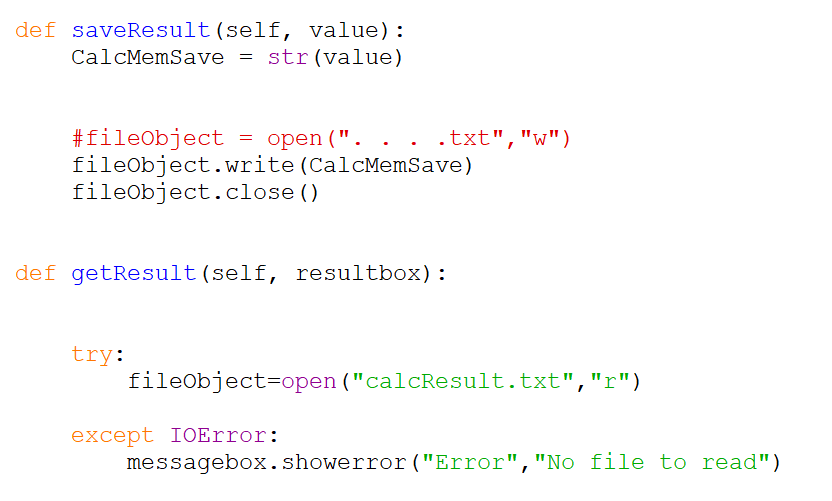 def saveResult(self, value):
    CalcMemSave = str(value)
    #fileObject = open(". . . .txt","w")
    fileObject.write(CalcMemSave)
    fileObject.close()
def getResult(self, resultbox):
    try:
        fileObject=open("calcResult.txt","r")
    except IOError:
        messagebox.showerror("Error","No file to read")